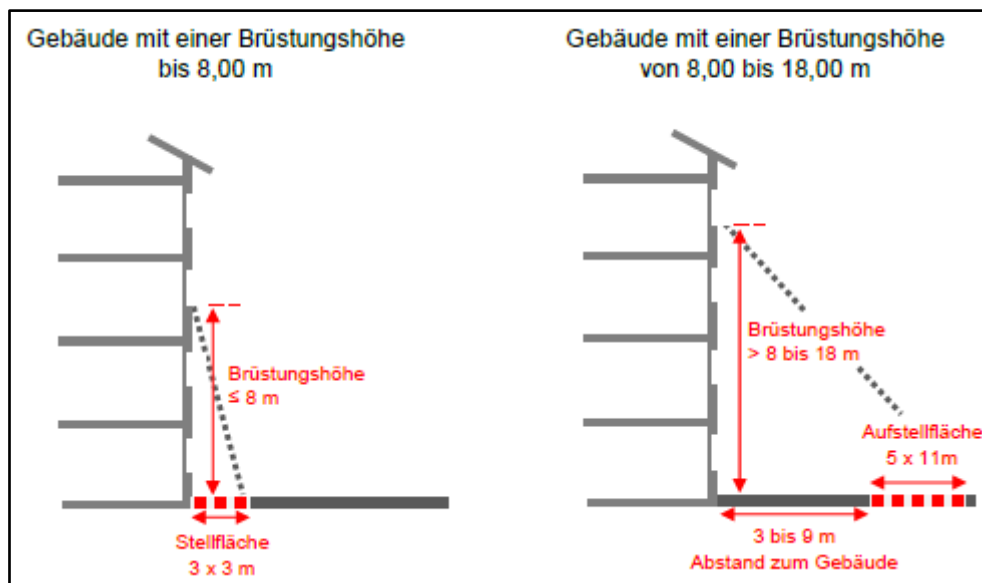 Gebäude mit einer Brüstungshöhe
bis 8,00 m
Brüstungshöhe
≤ 8 m
Stellfläche
3 x 3 m
Gebäude mit einer Brüstungshöhe
von 8,00 bis 18,00 m
Brüstungshöhe
> 8 bis 18 m
Aufstellfläche
5 x 11m
3 bis 9 m
Abstand zum Gebäude